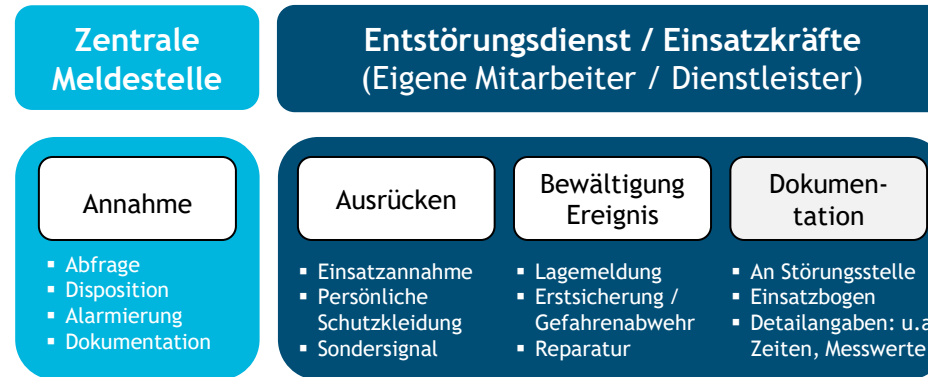 Zentrale
Meldestelle
Entstörungsdienst / Einsatzkräfte
(Eigene Mitarbeiter / Dienstleister)
Annahme
▪ Abfrage
▪ Disposition
▪ Alarmierung
▪ Dokumentation
Ausrücken
▪ Einsatzannahme
▪ Persönliche
Schutzkleidung
▪ Sondersignal
Bewältigung
Ereignis
▪ Lagemeldung
▪ Erstsicherung /
Gefahrenabwehr
▪ Reparatur
Dokumen-
tation
▪ An Störungsstelle
▪ Einsatzbogen
▪ Detailangaben: u.a
Zeiten, Messwerte